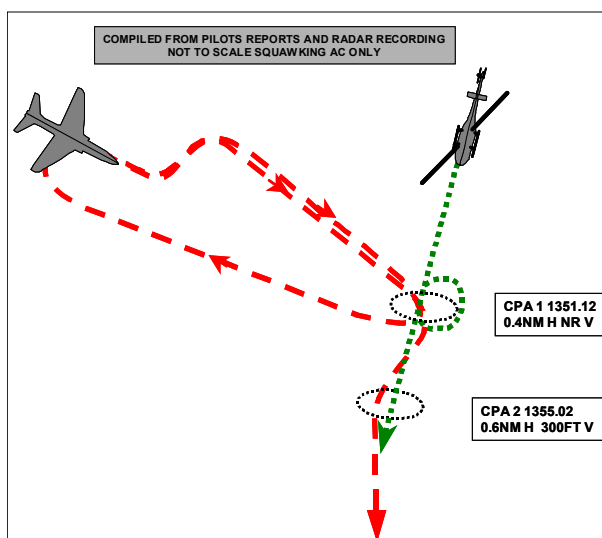 COMPILED FROM PILOTS REPORTS AND RADAR RECORDING
NOT TO SCALE SQUAWKING AC ONLY
CPA 1 1351.12
0.4NM H NR V
CPA 2 1355.02
0.6NM H 300FT V